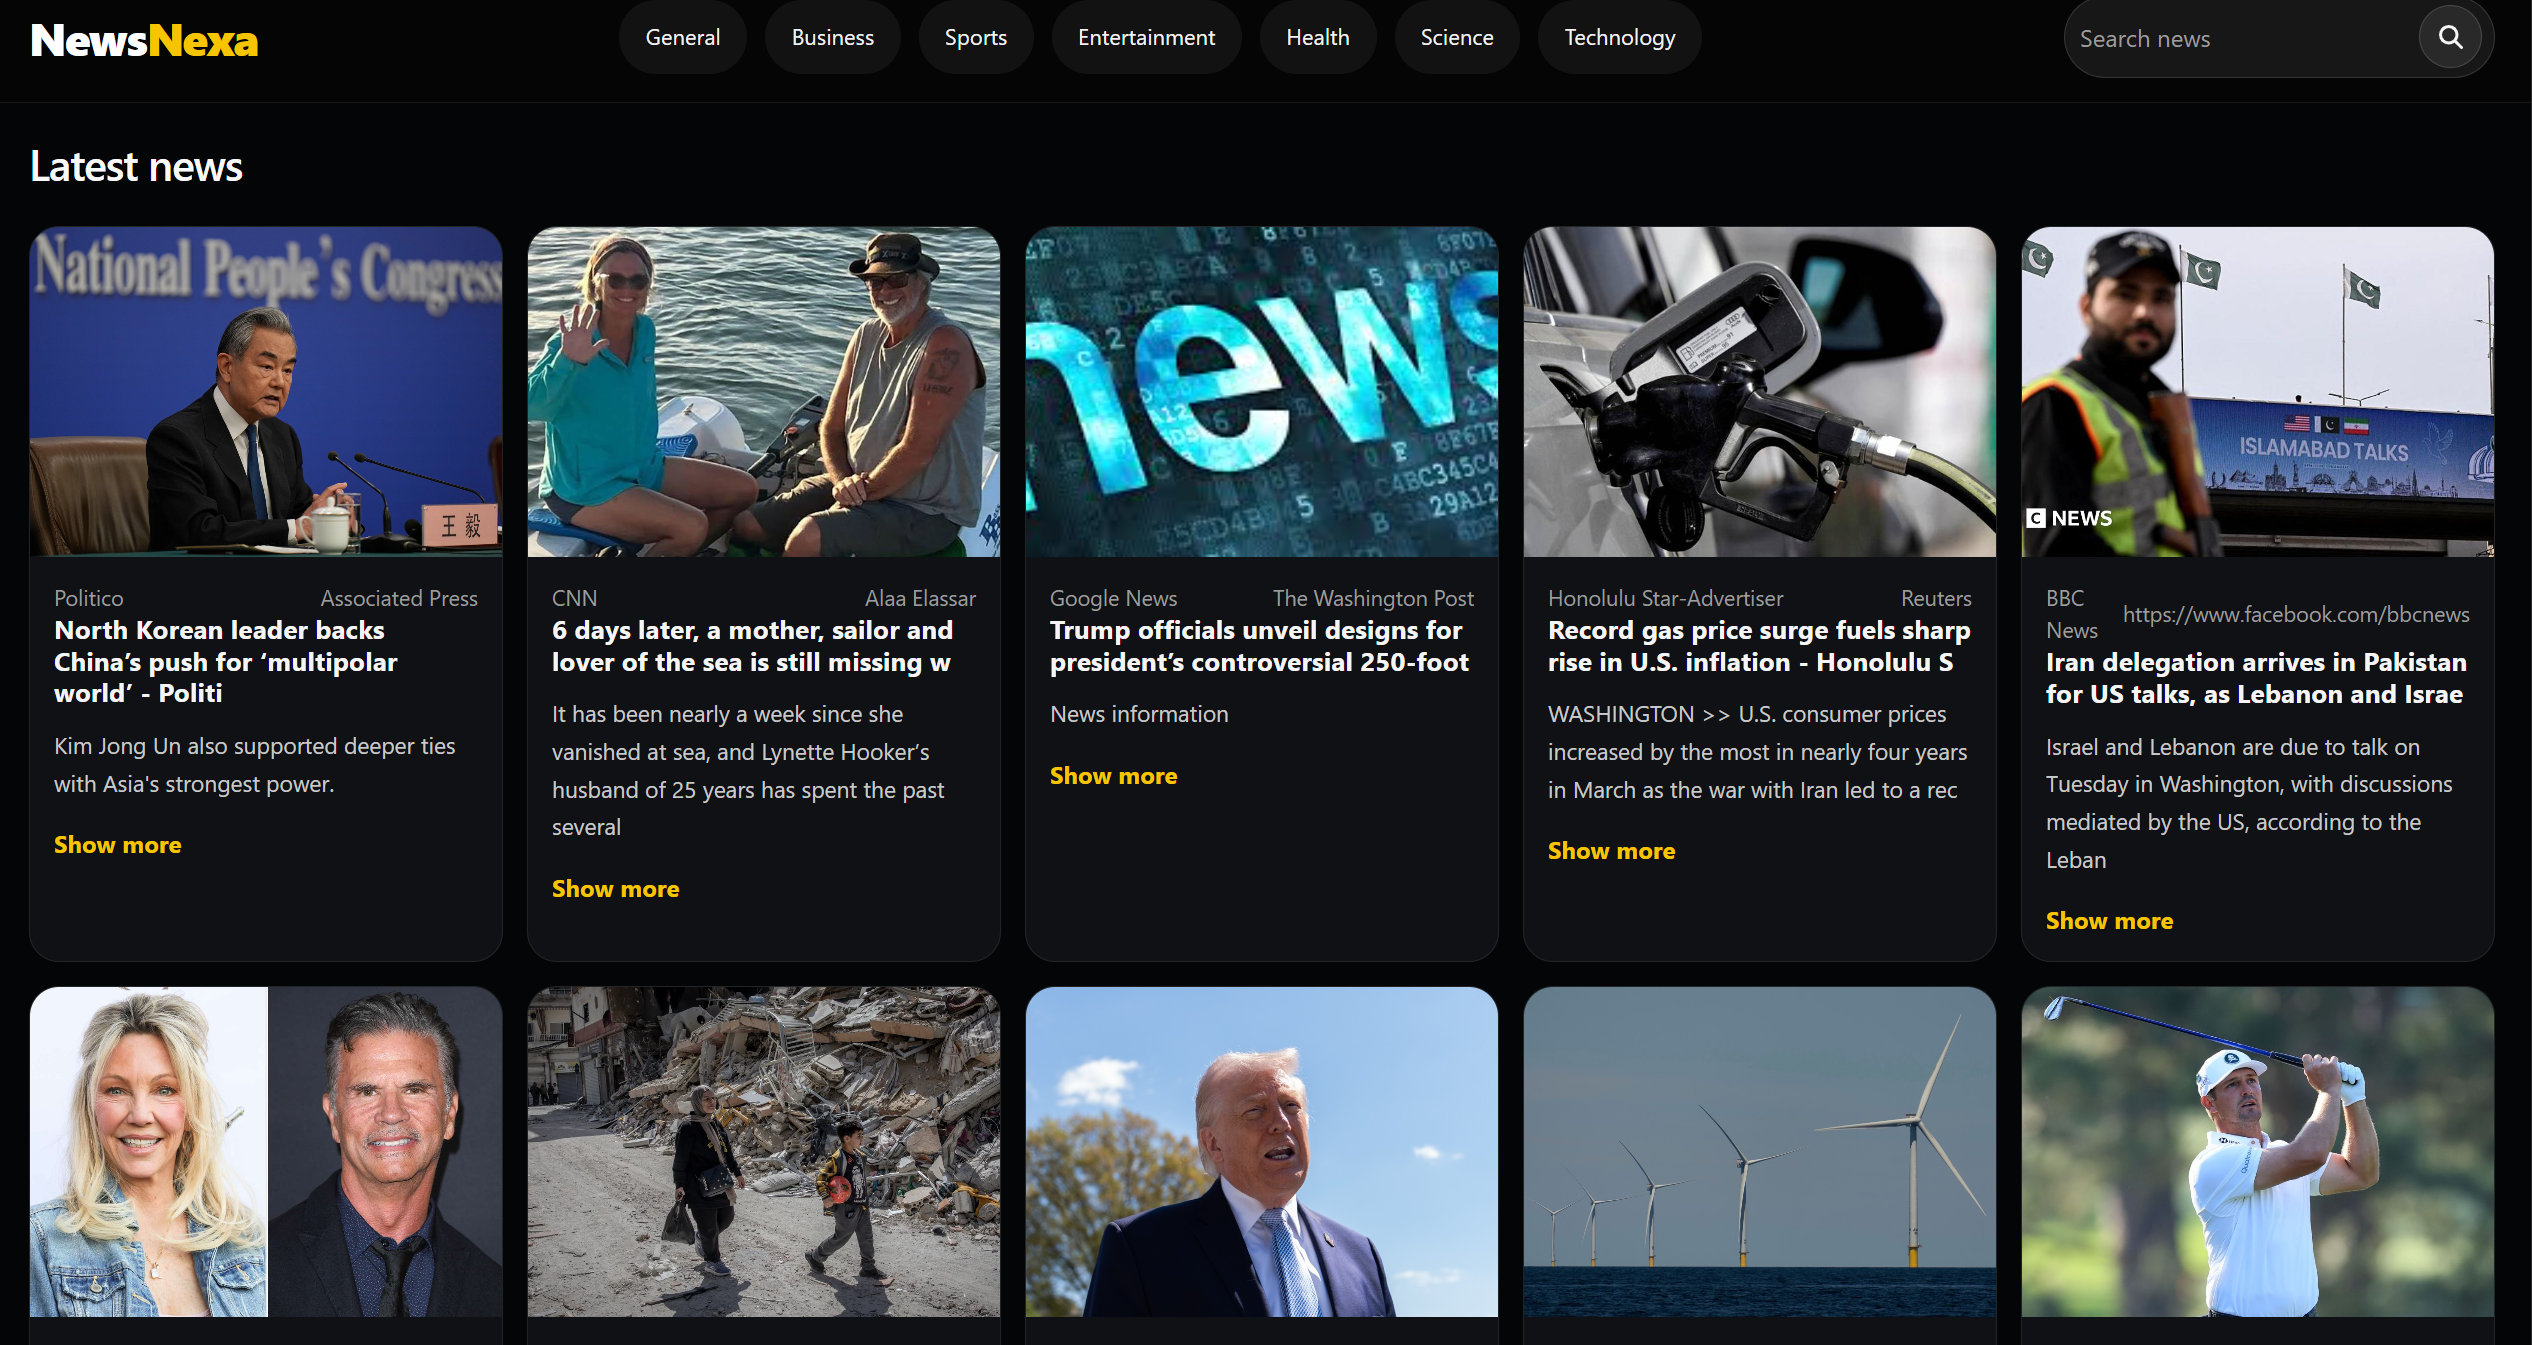 NewsNexa
General
Business
Sports
Entertainment
Health
Science
Technology
Search news
Latest news
National People's Congress
王 毅
Politico
Associated Press
North Korean leader backs
China’s push for ‘multipolar
world’ - Politi
Kim Jong Un also supported deeper ties
with Asia's strongest power.
Show more
CNN
Alaa Elassar
6 days later, a mother, sailor and
lover of the sea is still missing w
It has been nearly a week since she
vanished at sea, and Lynette Hooker’s
husband of 25 years has spent the past
several
Show more
news
Google News
The Washington Post
Trump officials unveil designs for
president’s controversial 250-foot
News information
Show more
Honolulu Star-Advertiser
Reuters
Record gas price surge fuels sharp
rise in U.S. inflation - Honolulu S
WASHINGTON >> U.S. consumer prices
increased by the most in nearly four years
in March as the war with Iran led to a rec
Show more
ISLAMABAD TALKS
C NEWS
BBC
News
https://www.facebook.com/bbcnews
Iran delegation arrives in Pakistan
for US talks, as Lebanon and Israe
Israel and Lebanon are due to talk on
Tuesday in Washington, with discussions
mediated by the US, according to the
Leban
Show more